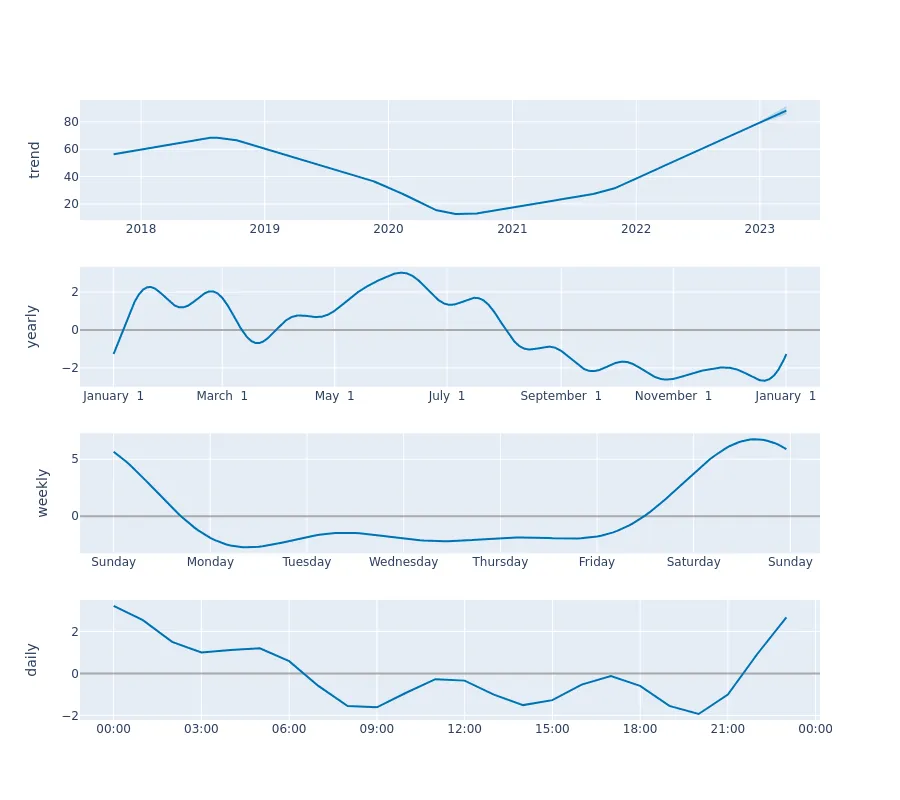 trend
80
60
40
20
2018 2019 2020 2021 2022 2023
yearly
2
0
−2
January 1 March 1 May 1 July 1 September 1 November 1 January 1
weekly
5
0
Sunday Monday Tuesday Wednesday Thursday Friday Saturday Sunday
daily
2
0
−2
00:00 03:00 06:00 09:00 12:00 15:00 18:00 21:00 00:00